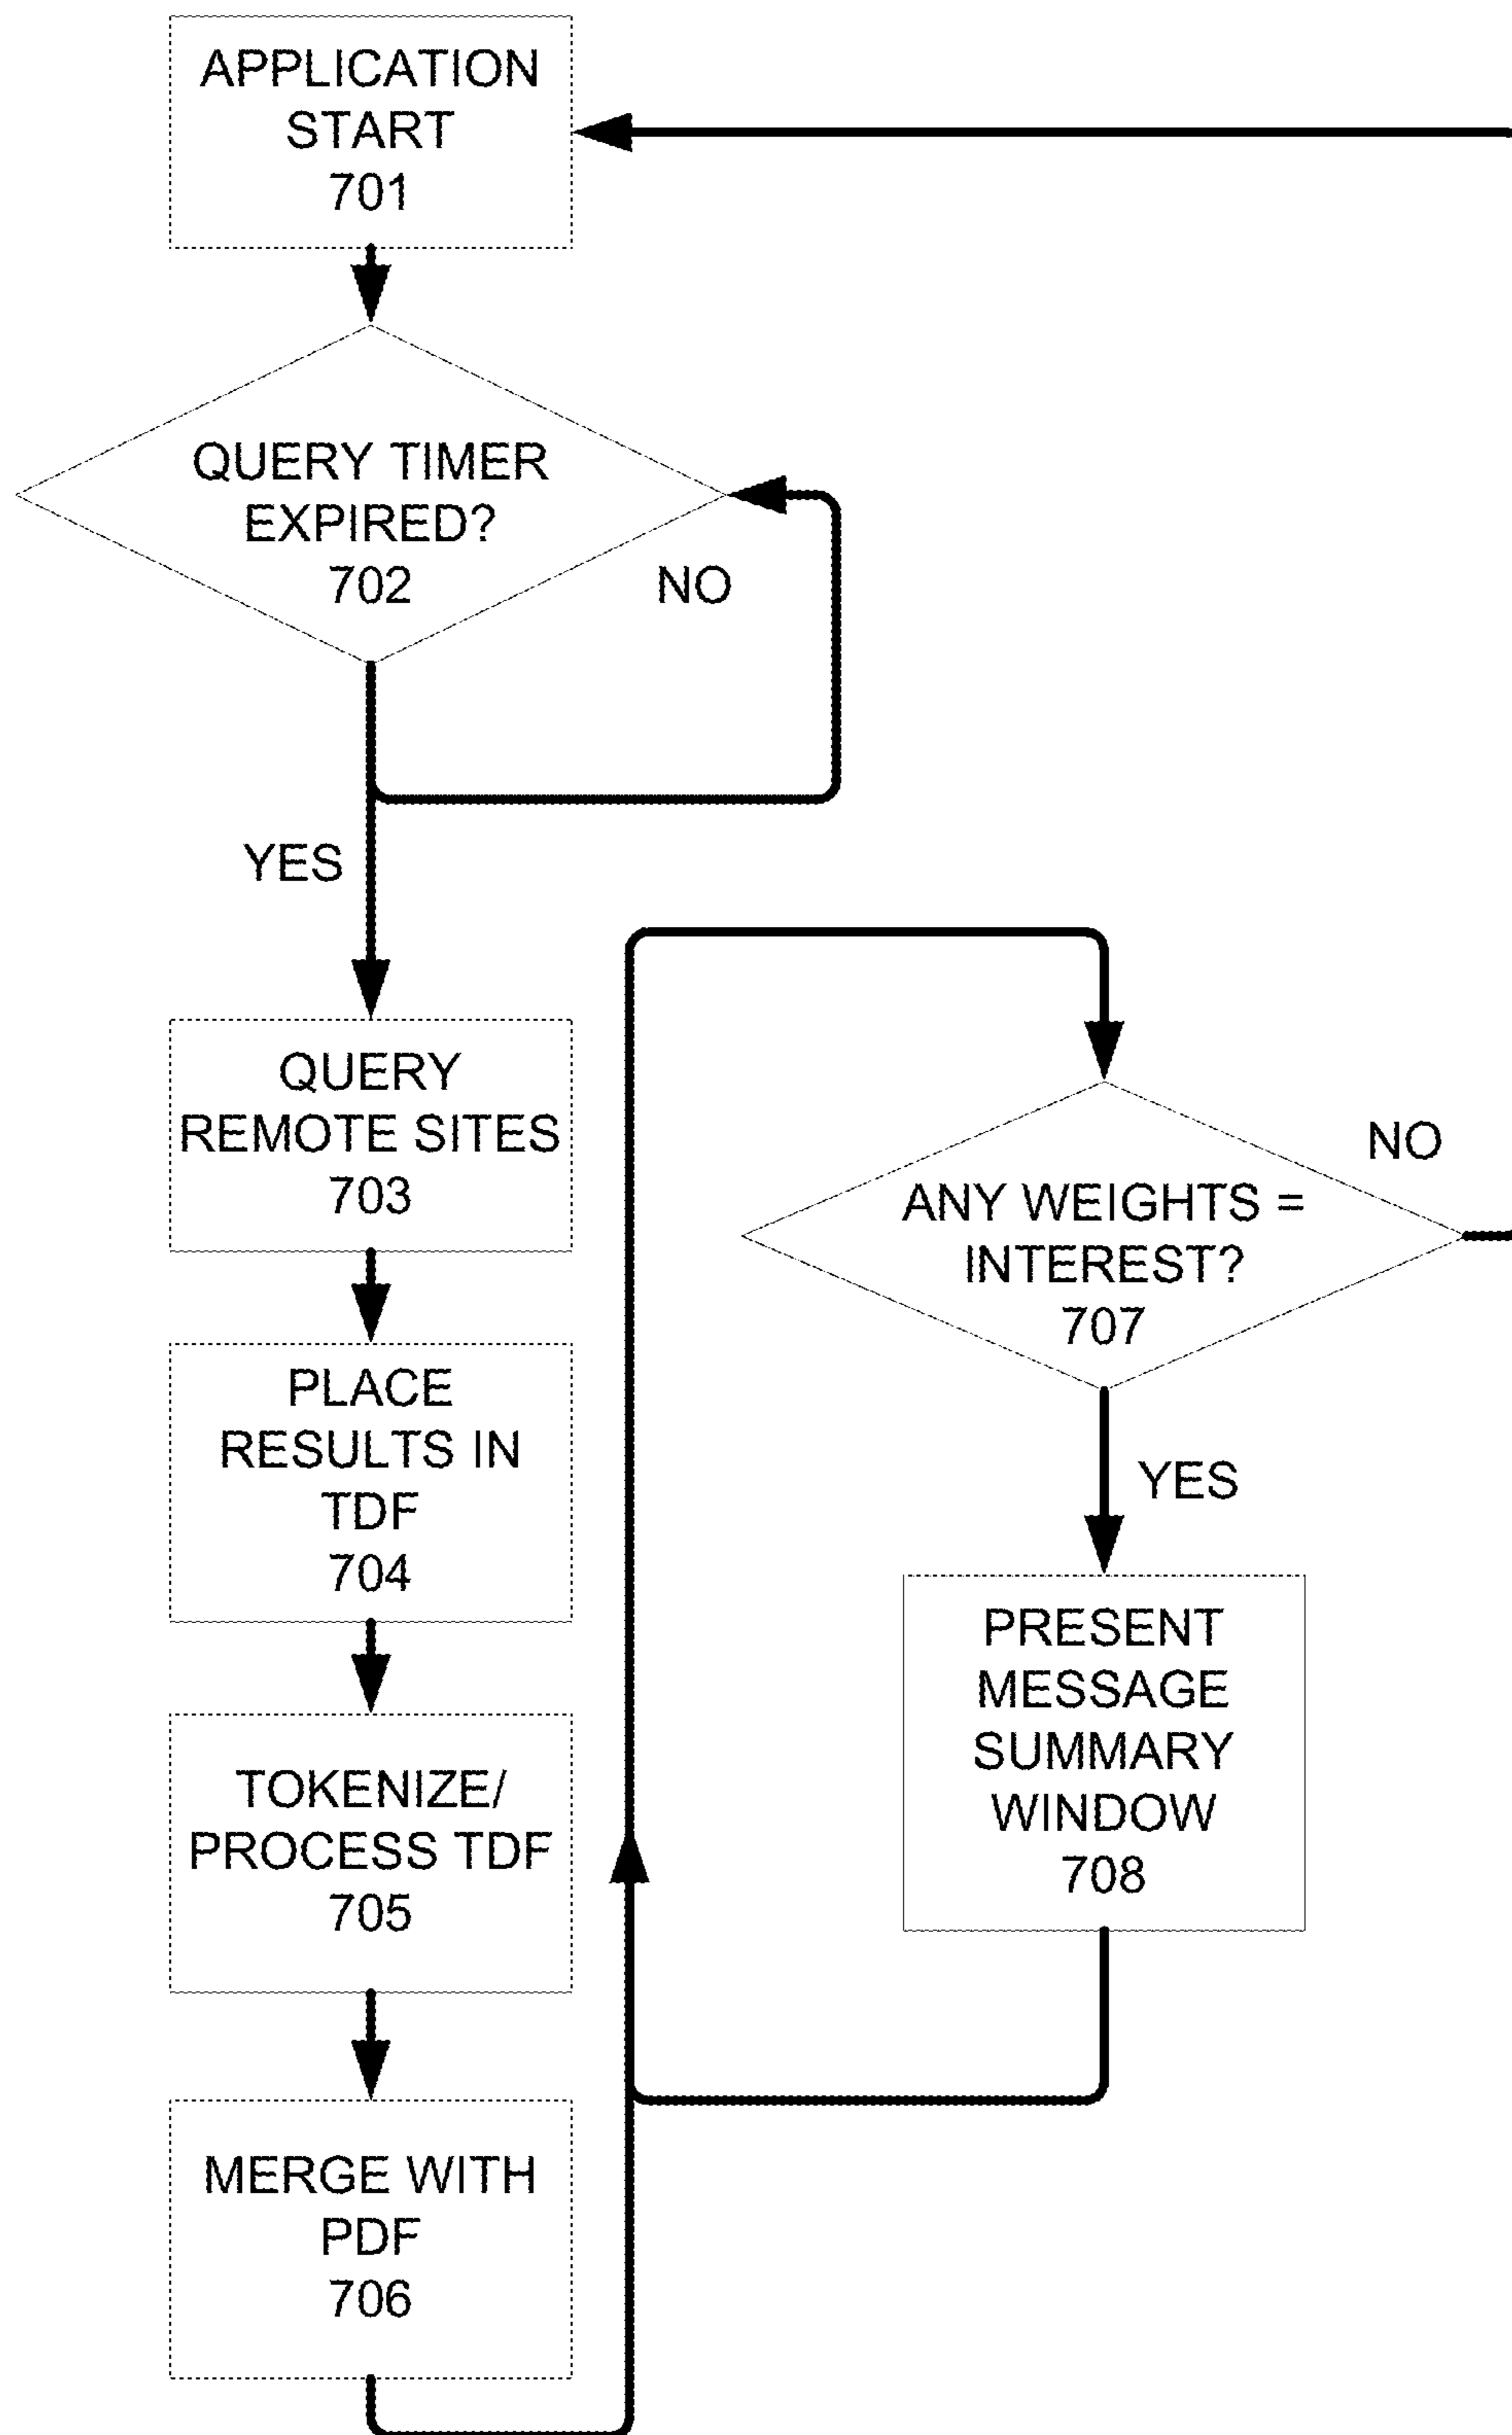 APPLICATION
START
701
QUERY TIMER
EXPIRED?
702
NO
YES
QUERY
REMOTE SITES
703
PLACE
RESULTS IN
TDF
704
TOKENIZE/
PROCESS TDF
705
MERGE WITH
PDF
706
NO
ANY WEIGHTS =
INTEREST?
707
YES
PRESENT
MESSAGE
SUMMARY
WINDOW
708